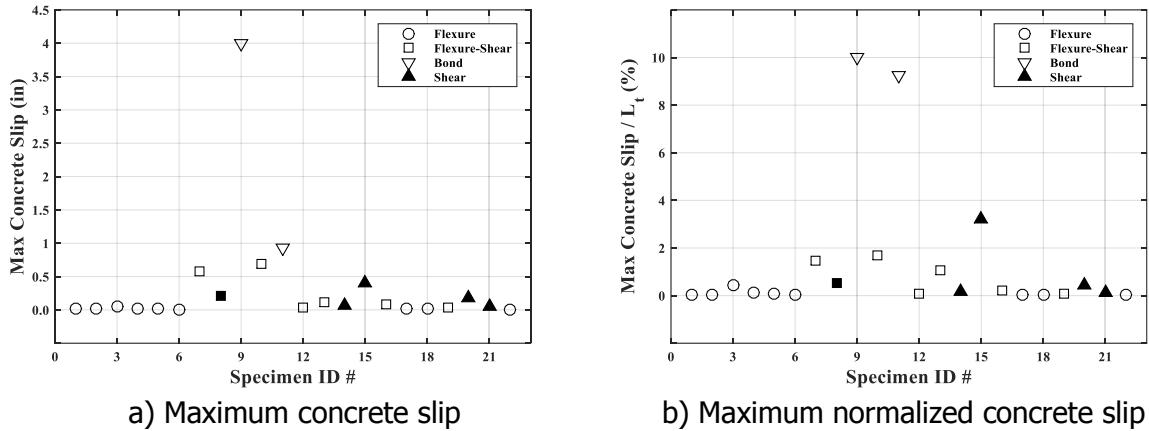 4.5
4
3.5
3
2.5
2
1.5
1
0.5
0.0
Max Concrete Slip (in)
Flexure
Flexure-Shear
Bond
Shear
0 3 6 9 12 15 18 21
Specimen ID #
a) Maximum concrete slip
10
8
6
4
2
0
Max Concrete Slip / L_t (%)
Flexure
Flexure-Shear
Bond
Shear
0 3 6 9 12 15 18 21
Specimen ID #
b) Maximum normalized concrete slip